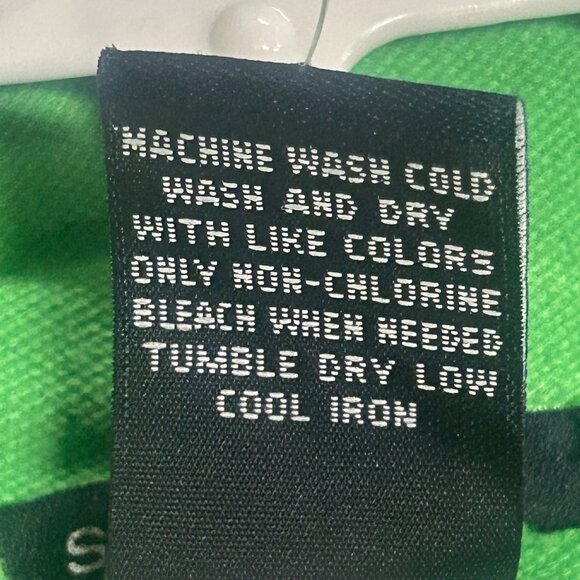 MACHINE WASH COLD
WASH AND DRY
WITH LIKE COLORS
ONLY NON-CHLORINE
BLEACH WHEN NEEDED
TUMBLE DRY LOW
COOL IRON
S